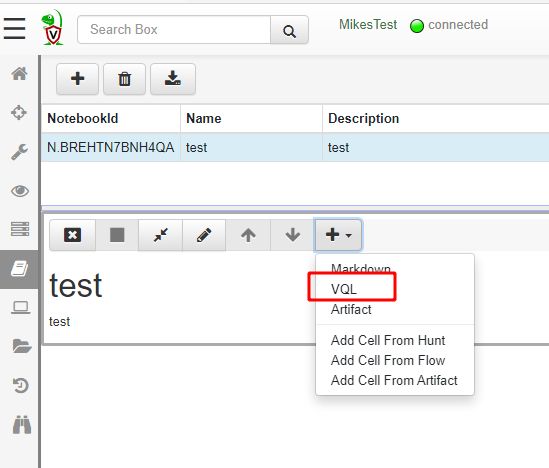 Search Box
MikesTest connected
V
NotebookId Name Description
N.BREHTN7BNH4QA test test
test
test
Markdown
VQL
Artifact
Add Cell From Hunt
Add Cell From Flow
Add Cell From Artifact